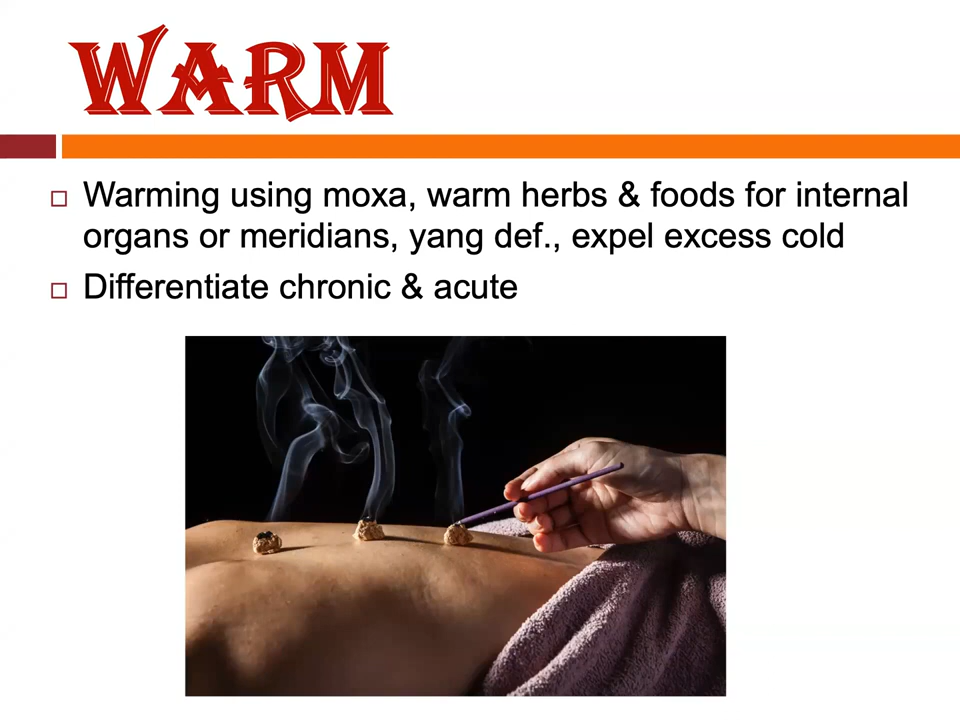 WARM
Warming using moxa, warm herbs & foods for internal
organs or meridians, yang def., expel excess cold
Differentiate chronic & acute